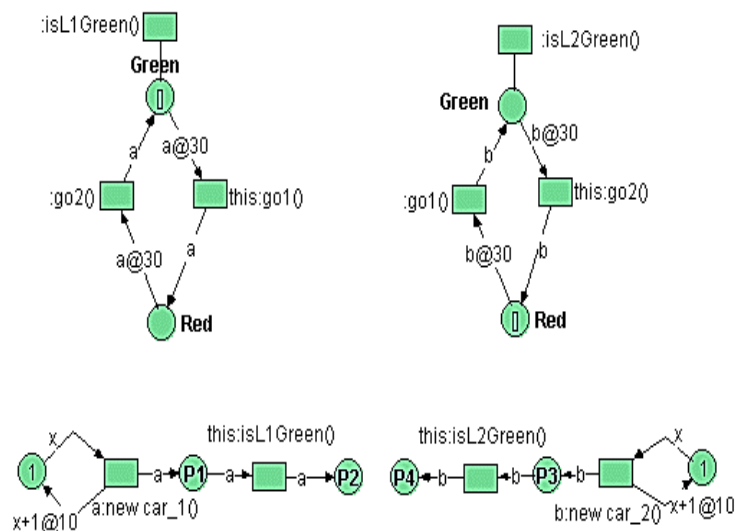 :isL1Green()
:isL2Green()
Green
Green
[]
a
a@30
b
b@30
:go2()
this:go1()
:go1()
this:go2()
a@30
a
b@30
b
Red
[]
Red
this:isL1Green()
this:isL2Green()
x
x
1
a
P1
a
a
P2
P4
b
b
P3
b
1
x+1@10
a:new car_1()
b:new car_2()
x+1@10